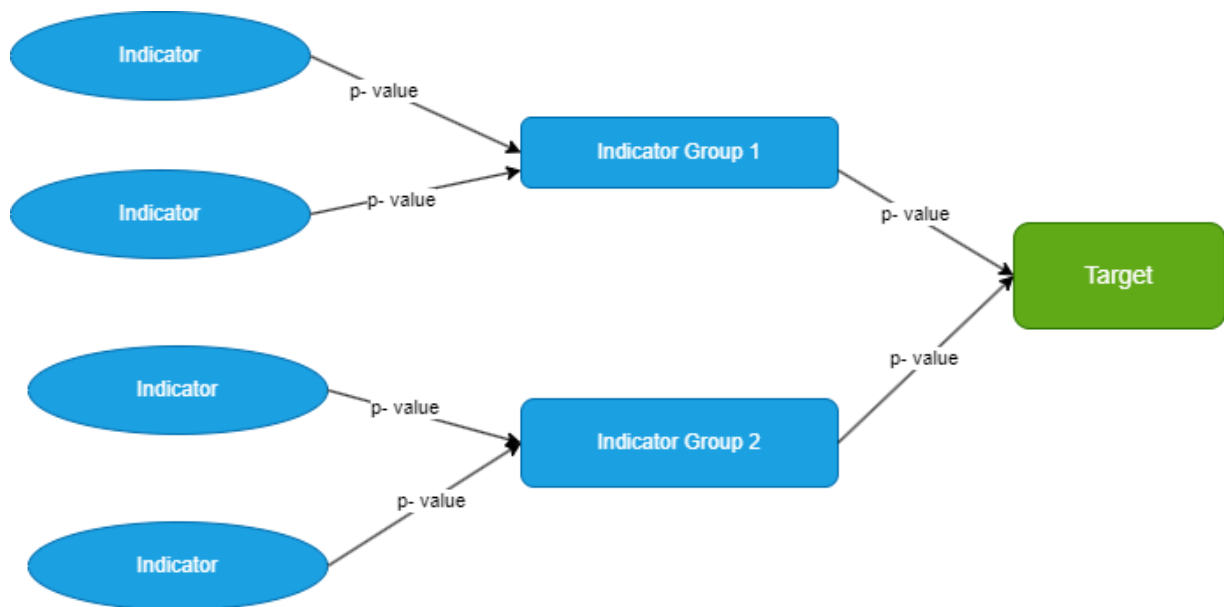 Indicator
p- value
Indicator Group 1
Indicator
p- value
p- value
Target
Indicator
p- value
p- value
Indicator Group 2
p- value
Indicator